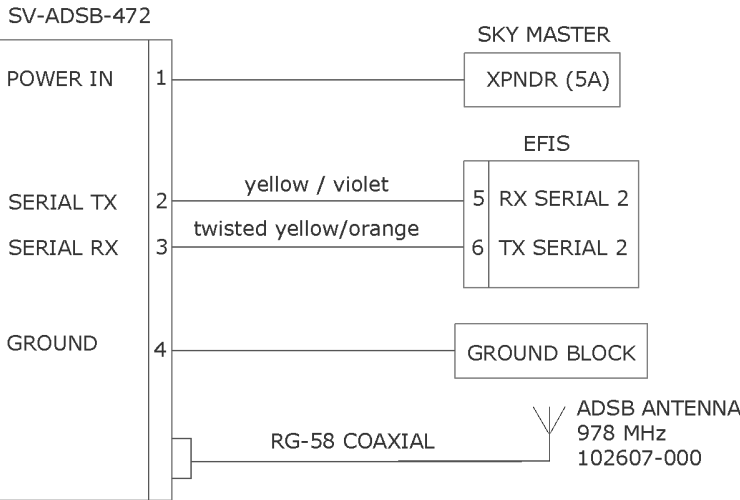 SV-ADSB-472
SKY MASTER
POWER IN 1 XPNDR (5A)
EFIS
yellow / violet
SERIAL TX 2 5 RX SERIAL 2
twisted yellow/orange
SERIAL RX 3 6 TX SERIAL 2
GROUND 4 GROUND BLOCK
ADSB ANTENNA
RG-58 COAXIAL 978 MHz
102607-000